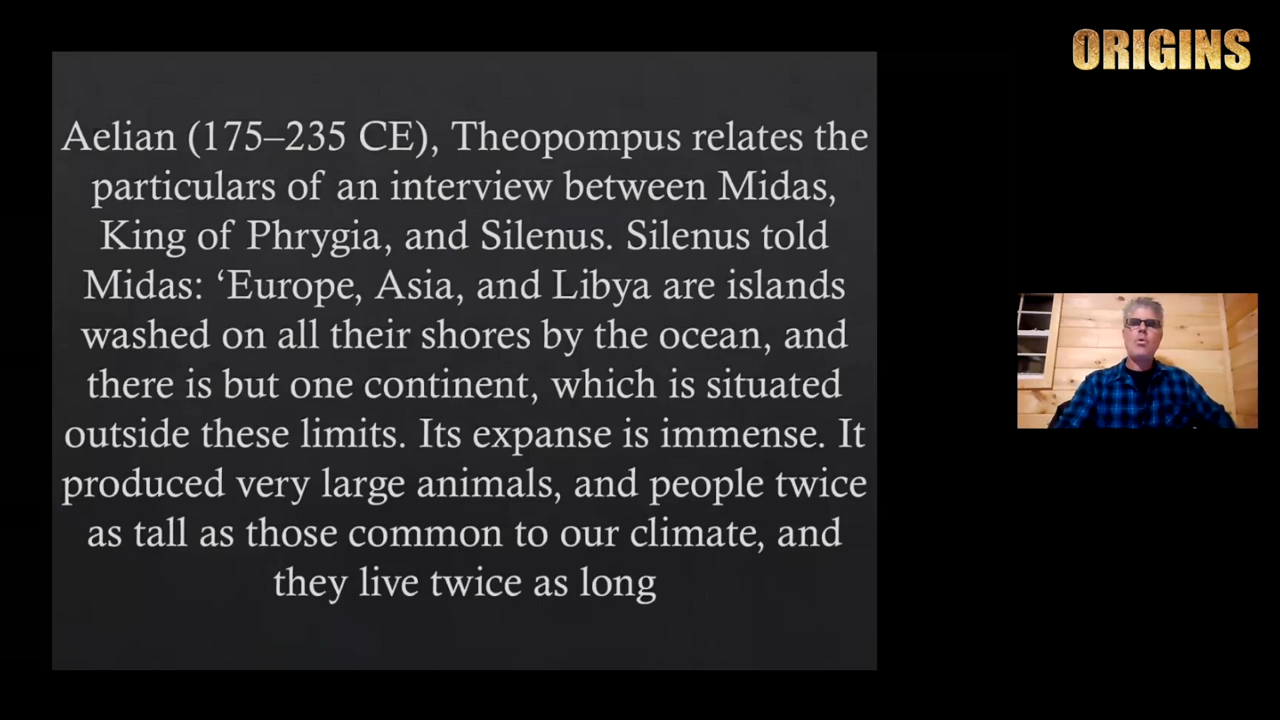 ORIGINS
Aelian (175–235 CE), Theopompus relates the
particulars of an interview between Midas,
King of Phrygia, and Silenus. Silenus told
Midas: ‘Europe, Asia, and Libya are islands
washed on all their shores by the ocean, and
there is but one continent, which is situated
outside these limits. Its expanse is immense. It
produced very large animals, and people twice
as tall as those common to our climate, and
they live twice as long